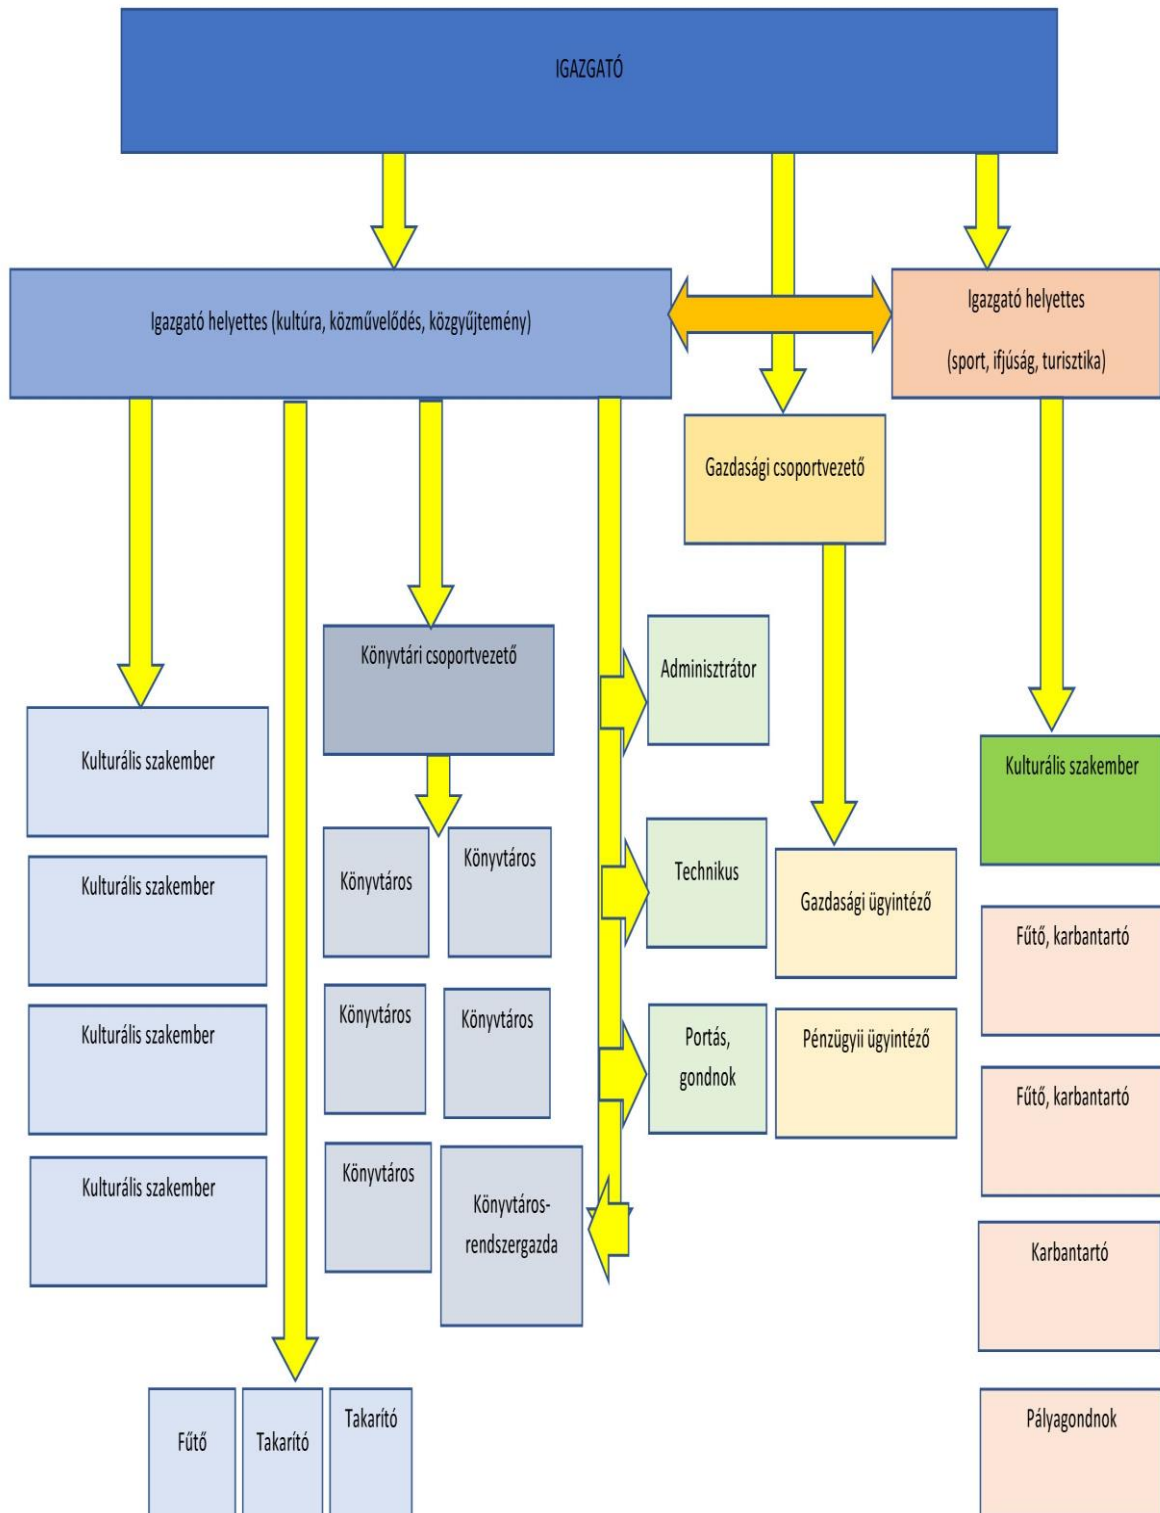 IGAZGATÓ
Igazgató helyettes (kultúra, közművelődés, közgyűjtemény)
Igazgató helyettes
(sport, ifjúság, turisztika)
Gazdasági csoportvezető
Könyvtári csoportvezető
Adminisztrátor
Kulturális szakember
Kulturális szakember
Könyvtáros
Könyvtáros
Technikus
Kulturális szakember
Gazdasági ügyintéző
Fűtő, karbantartó
Kulturális szakember
Könyvtáros
Könyvtáros
Portás,
gondnok
Pénzügyii ügyintéző
Fűtő, karbantartó
Kulturális szakember
Könyvtáros
Könyvtáros-
rendszergazda
Karbantartó
Fűtő
Takarító
Takarító
Pályagondnok